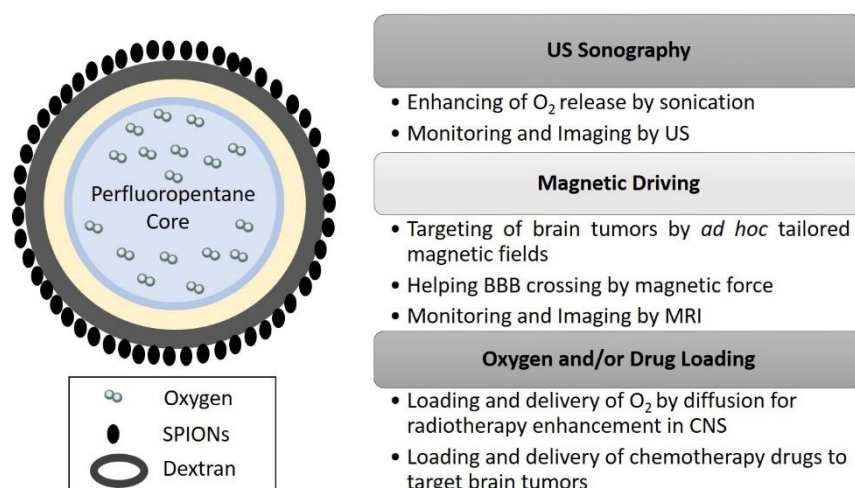 Perfluoropentane
Core
Oxygen
SPIONs
Dextran
US Sonography
• Enhancing of O₂ release by sonication
• Monitoring and Imaging by US
Magnetic Driving
• Targeting of brain tumors by ad hoc tailored
magnetic fields
• Helping BBB crossing by magnetic force
• Monitoring and Imaging by MRI
Oxygen and/or Drug Loading
• Loading and delivery of O₂ by diffusion for
radiotherapy enhancement in CNS
• Loading and delivery of chemotherapy drugs to
target brain tumors